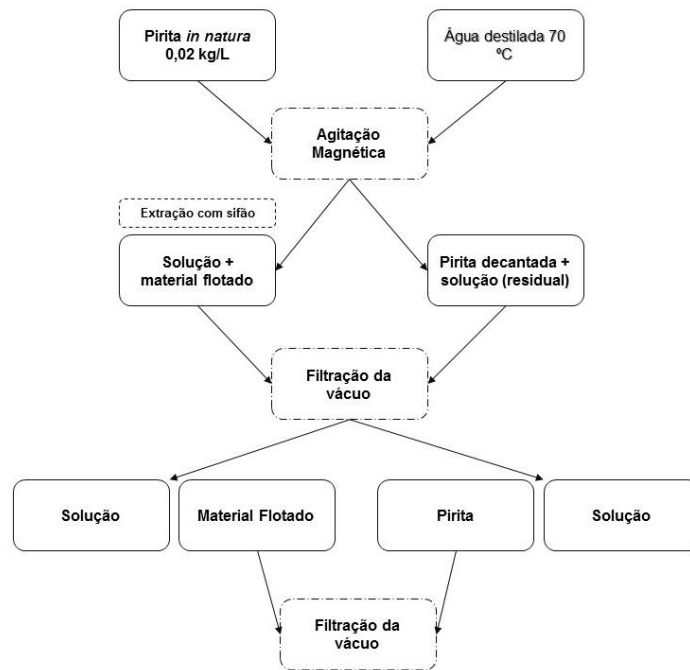 Pirita in natura
0,02 kg/L
Água destilada 70
ºC
Agitação
Magnética
Extração com sifão
Solução +
material flotado
Pirita decantada +
solução (residual)
Filtração da
vácuo
Solução
Material Flotado
Pirita
Solução
Filtração da
vácuo